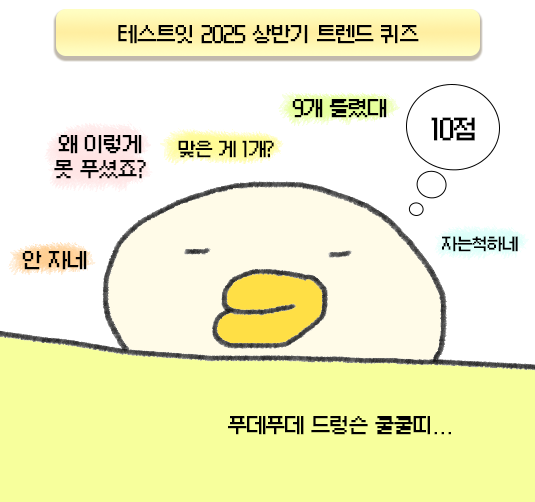 테스트잇 2025 상반기 트렌드 퀴즈
9개 틀렸대
10점
왜 이렇게
못 푸셨죠?
맞은 게 1개?
자는척하네
안 자네
푸데푸데 드렁슨 쿨쿨띠...